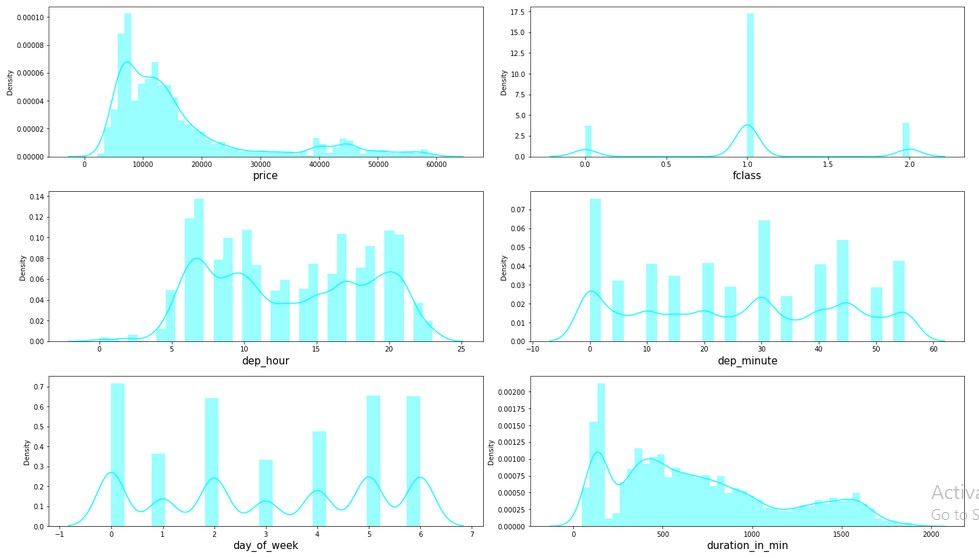 0.00010
0.00008
0.00006
0.00004
0.00002
0.00000
Density
0 10000 20000 30000 40000 50000 60000
price
17.5
15.0
12.5
10.0
7.5
5.0
2.5
0.0
Density
0.0 0.5 1.0 1.5 2.0
fclass
0.14
0.12
0.10
0.08
0.06
0.04
0.02
0.00
Density
0 5 10 15 20 25
dep_hour
0.07
0.06
0.05
0.04
0.03
0.02
0.01
0.00
Density
−10 0 10 20 30 40 50 60
dep_minute
0.7
0.6
0.5
0.4
0.3
0.2
0.1
0.0
Density
−1 0 1 2 3 4 5 6 7
day_of_week
0.00200
0.00175
0.00150
0.00125
0.00100
0.00075
0.00050
0.00025
0.00000
Density
0 500 1000 1500 2000
duration_in_min
Activa
Go to S